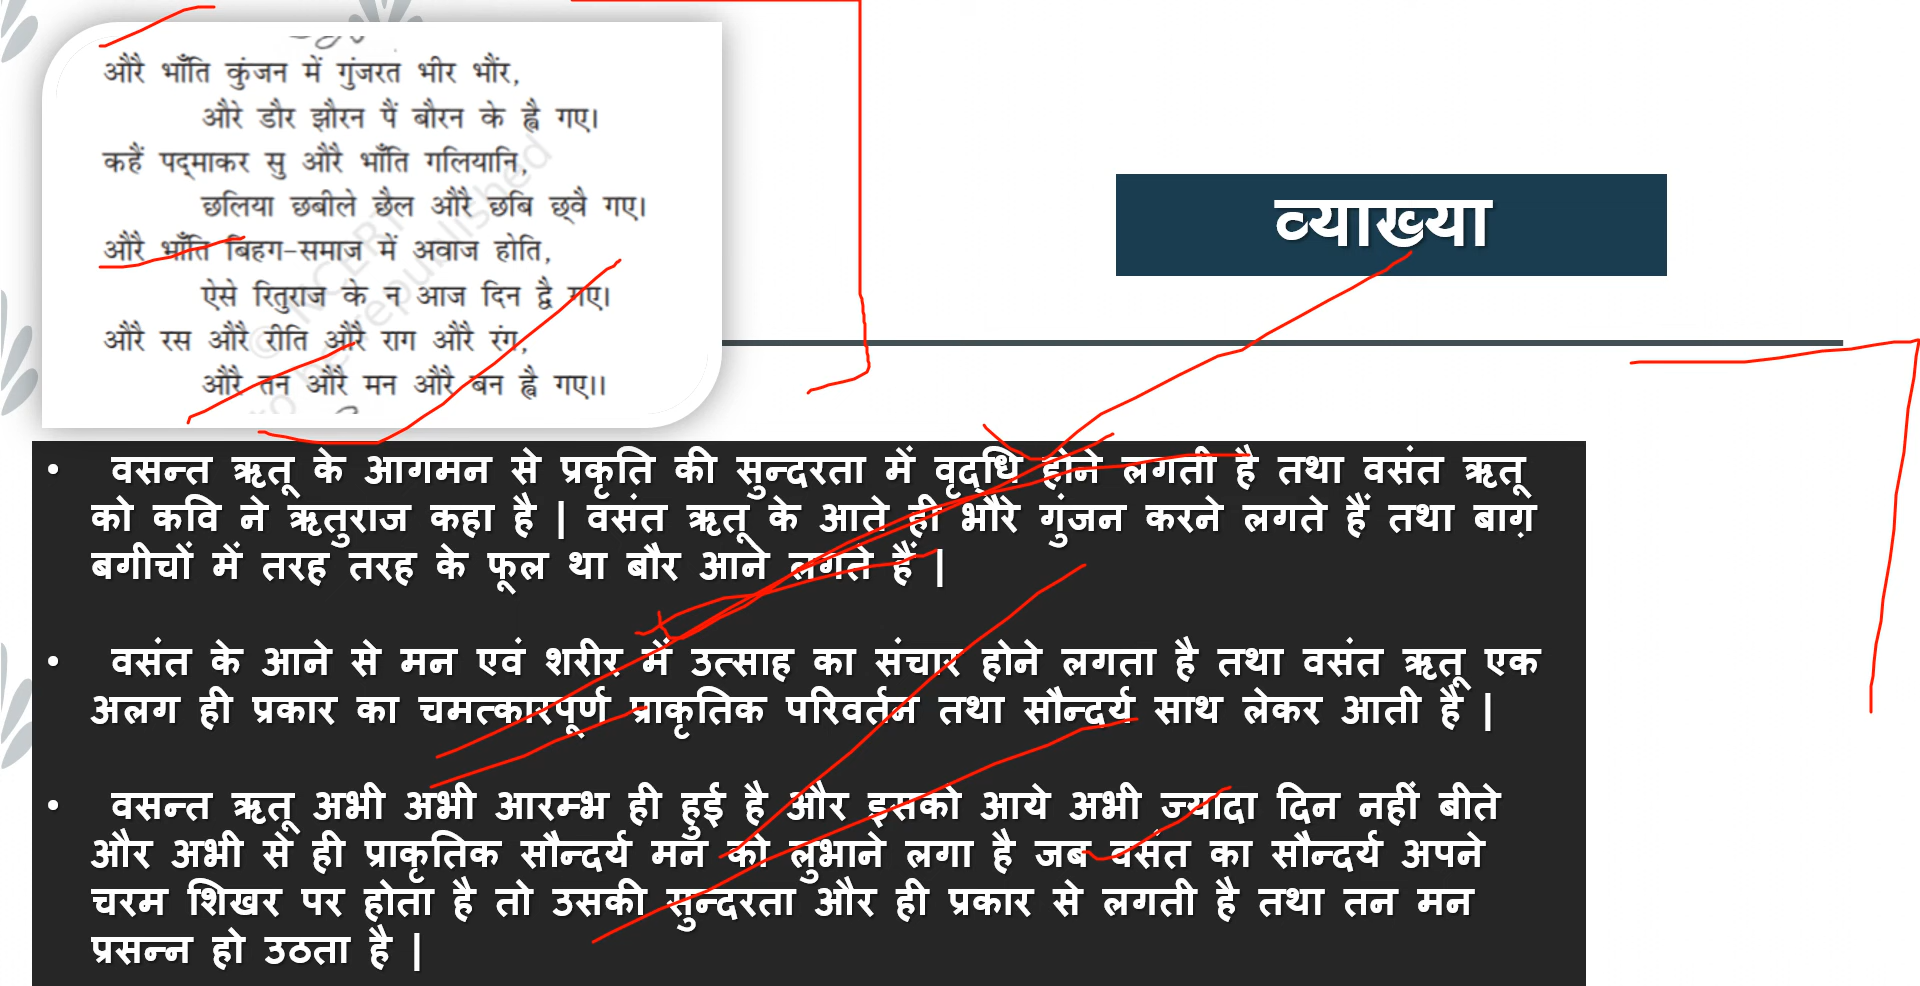 औरै भाँति कुंजन में गुंजरत भीर भौंर,
औरे डौर झौरन पैं बौरन के ह्वै गए।
कहैं पद्माकर सु औरै भाँति गलियानि,
छलिया छबीले छैल औरै छबि छ्वै गए।
औरै भाँति बिहग-समाज में अवाज होति,
ऐसे रितुराज के न आज दिन द्वै गए।
औरै रस औरै रीति औरै राग औरै रंग,
औरै तन औरै मन औरै बन ह्वै गए।।
व्याख्या
• वसन्त ऋतू के आगमन से प्रकृति की सुन्दरता में वृद्धि होने लगती है तथा वसंत ऋतू
को कवि ने ऋतुराज कहा है | वसंत ऋतू के आते ही भौरे गुंजन करने लगते हैं तथा बाग़
बगीचों में तरह तरह के फूल था बौर आने लगते हैं |
• वसंत के आने से मन एवं शरीर में उत्साह का संचार होने लगता है तथा वसंत ऋतू एक
अलग ही प्रकार का चमत्कारपूर्ण प्राकृतिक परिवर्तन तथा सौन्दर्य साथ लेकर आती है |
• वसन्त ऋतू अभी अभी आरम्भ ही हुई है और इसको आये अभी ज्यादा दिन नहीं बीते
और अभी से ही प्राकृतिक सौन्दर्य मन को लुभाने लगा है जब वसंत का सौन्दर्य अपने
चरम शिखर पर होता है तो उसकी सुन्दरता और ही प्रकार से लगती है तथा तन मन
प्रसन्न हो उठता है |
© NCERT
republished